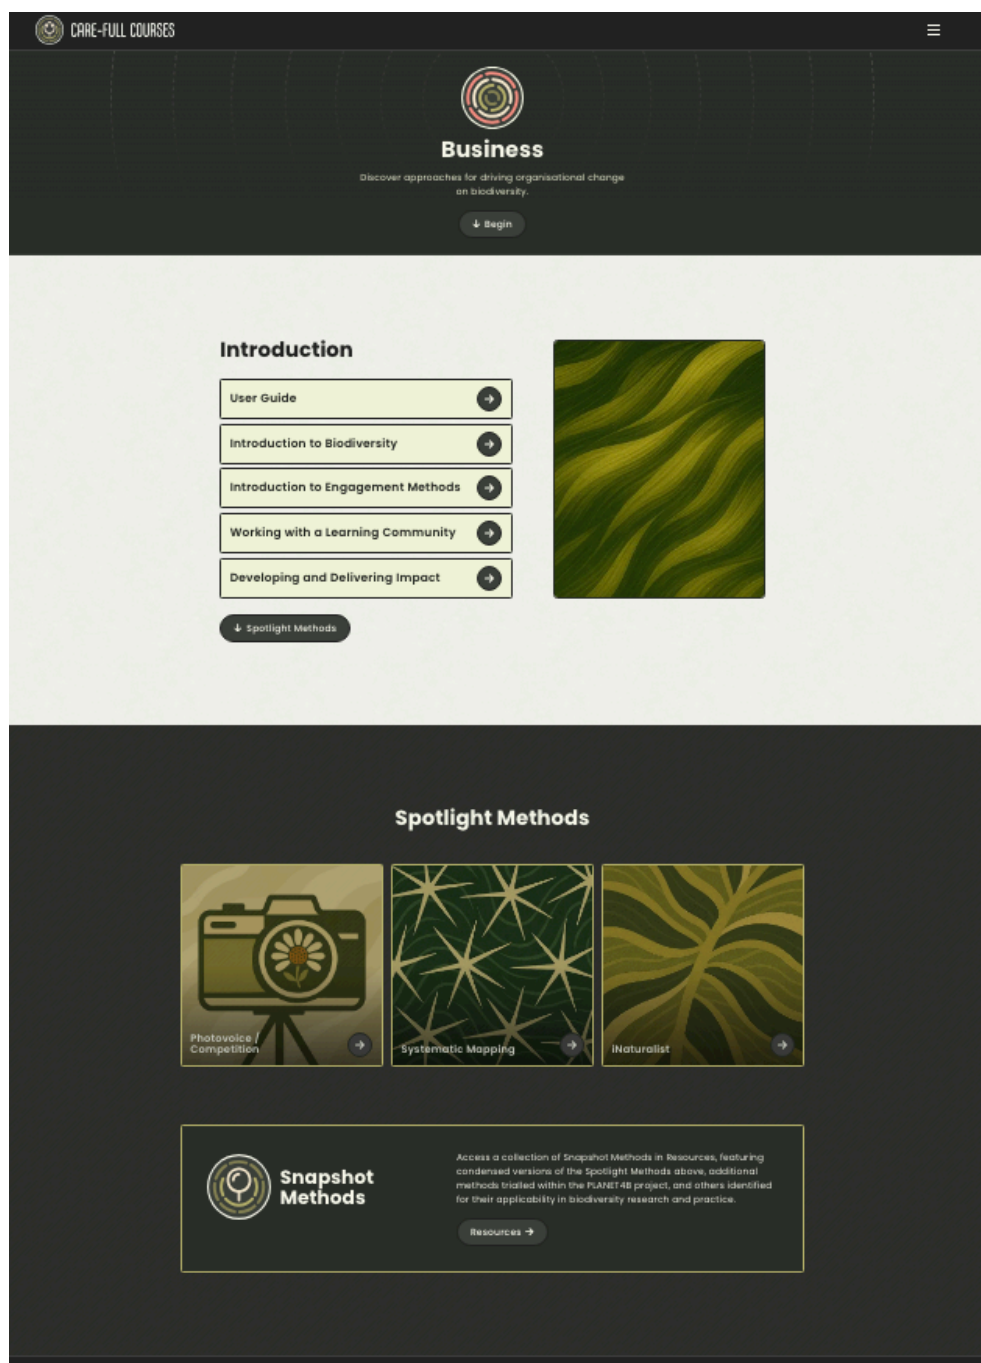 CARE-FULL COURSES
Business
Discover approaches for driving organisational change
on biodiversity.
↓ Begin
Introduction
User Guide
Introduction to Biodiversity
Introduction to Engagement Methods
Working with a Learning Community
Developing and Delivering Impact
↓ Spotlight Methods
Spotlight Methods
Photovoice /
Competition
Systematic Mapping
iNaturalist
Snapshot
Methods
Access a collection of Snapshot Methods in Resources, featuring
condensed versions of the Spotlight Methods above, additional
methods trialled within the PLANET4B project, and others identified
for their applicability in biodiversity research and practice.
Resources →